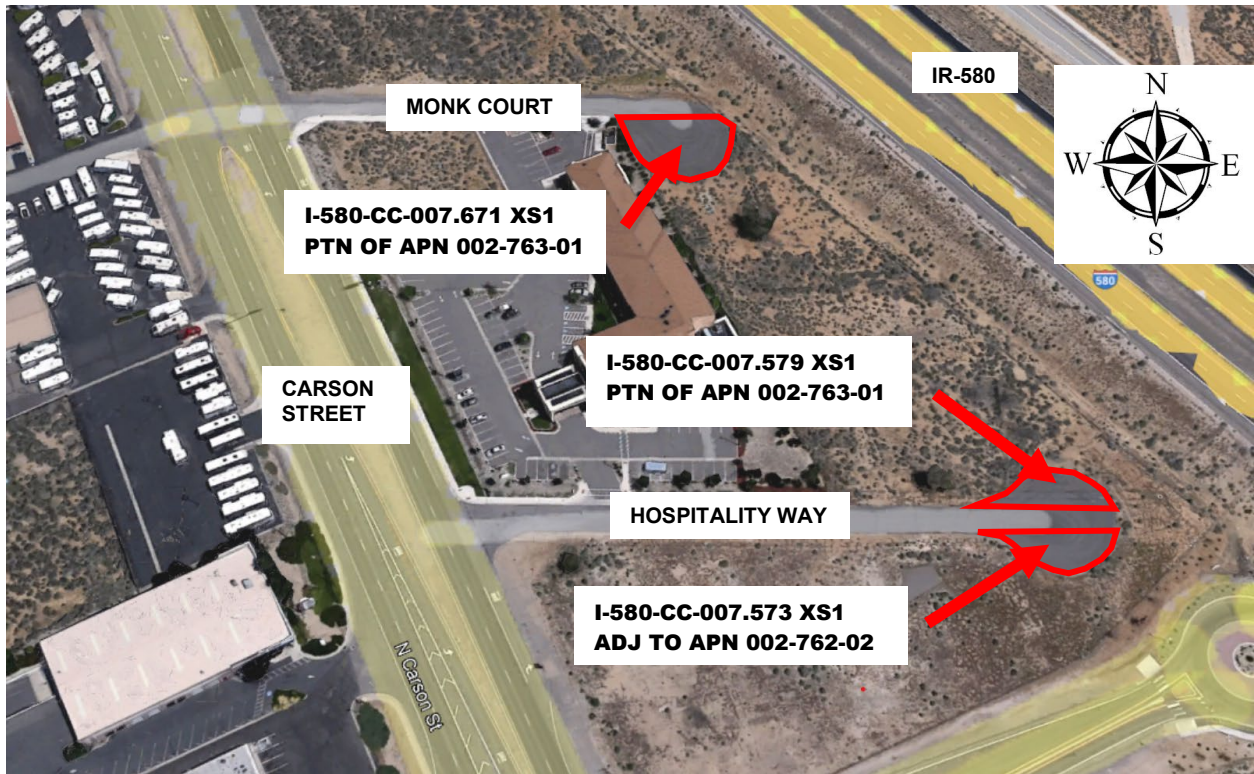 IR-580
N
W E
S
MONK COURT
I-580-CC-007.671 XS1
PTN OF APN 002-763-01
580
I-580-CC-007.579 XS1
PTN OF APN 002-763-01
CARSON
STREET
HOSPITALITY WAY
I-580-CC-007.573 XS1
ADJ TO APN 002-762-02
N Carson St